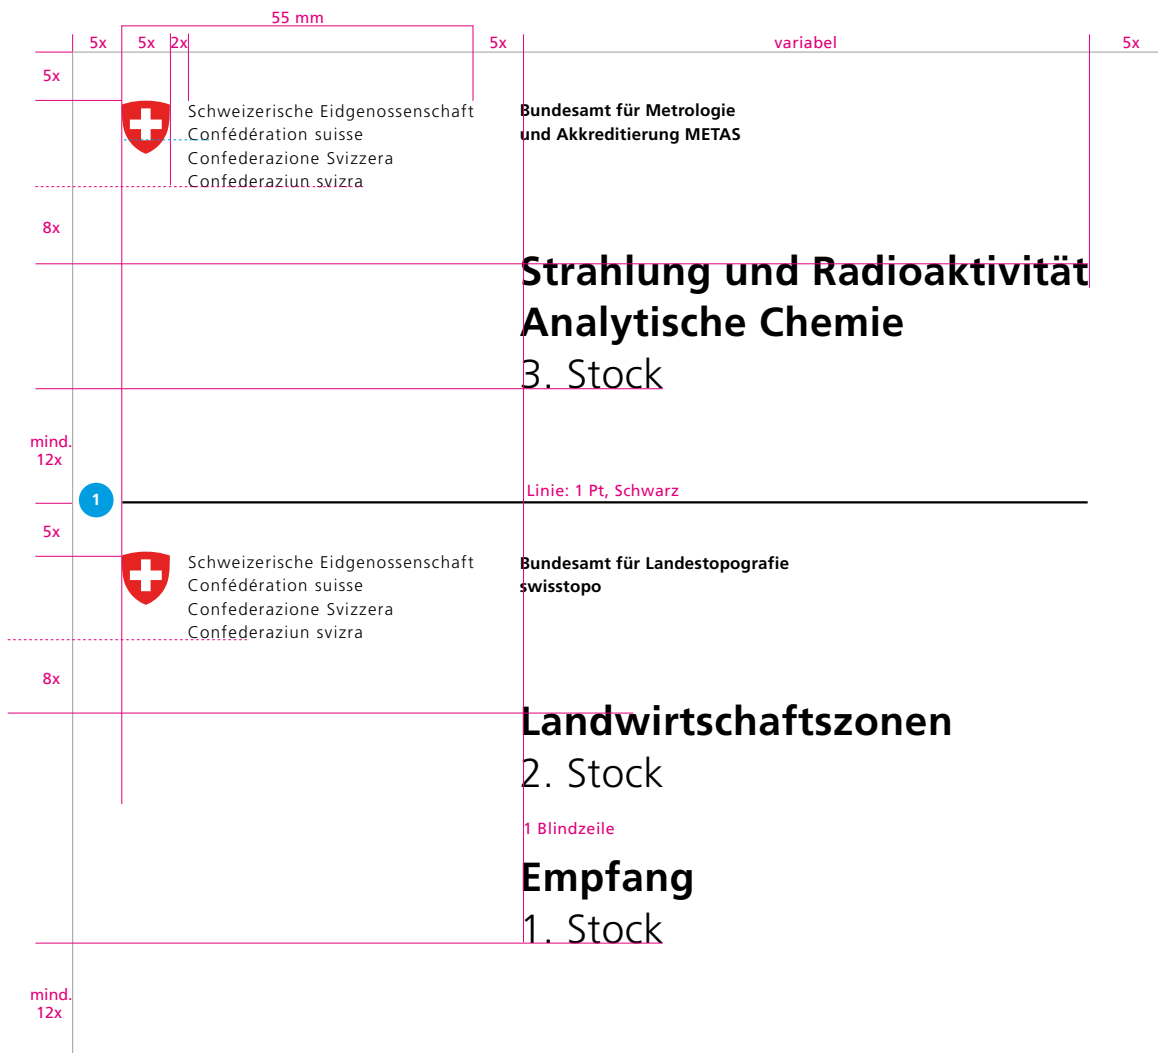 55 mm
5x 5x 2x 5x variabel 5x
5x
Schweizerische Eidgenossenschaft
Confédération suisse
Confederazione Svizzera
Confederaziun svizra
Bundesamt für Metrologie
und Akkreditierung METAS
8x
Strahlung und Radioaktivität
Analytische Chemie
3. Stock
mind.
12x
1
Linie: 1 Pt, Schwarz
5x
Schweizerische Eidgenossenschaft
Confédération suisse
Confederazione Svizzera
Confederaziun svizra
Bundesamt für Landestopografie
swisstopo
8x
Landwirtschaftszonen
2. Stock
1 Blindzeile
Empfang
1. Stock
mind.
12x